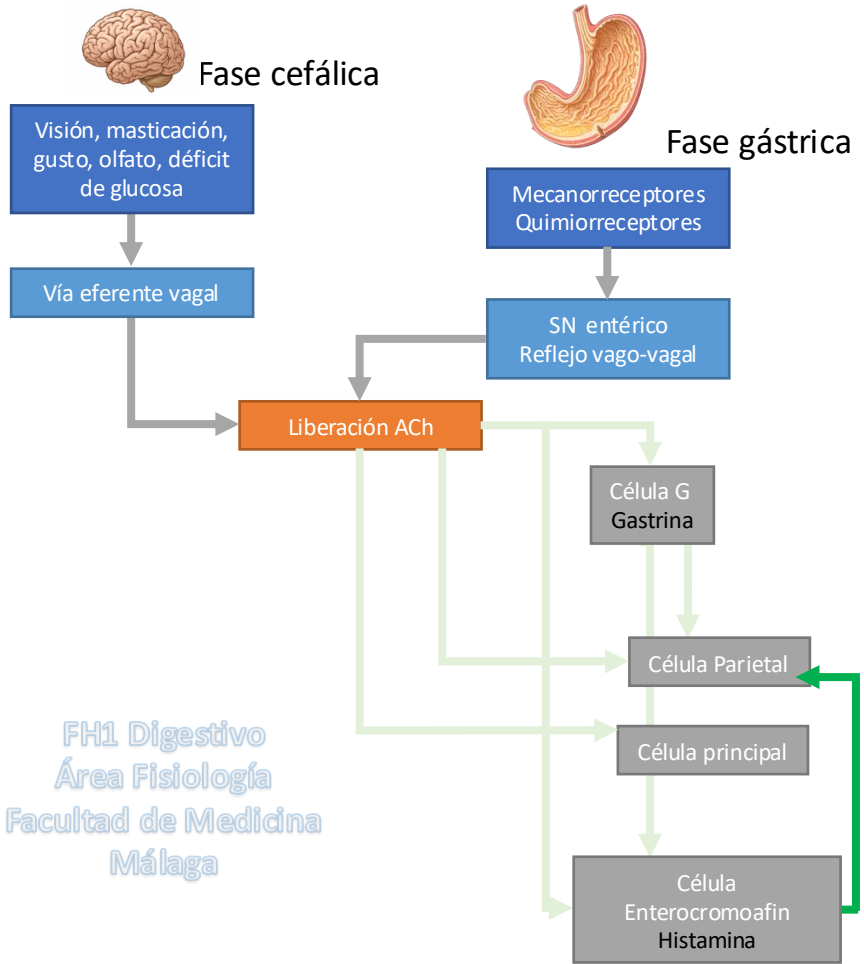 Fase cefálica
Visión, masticación,
gusto, olfato, déficit
de glucosa
Vía eferente vagal
Fase gástrica
Mecanorreceptores
Quimiorreceptores
SN entérico
Reflejo vago-vagal
Liberación ACh
Célula G
Gastrina
Célula Parietal
Célula principal
Célula
Enterocromoafin
Histamina
FH1 Digestivo
Área Fisiología
Facultad de Medicina
Málaga